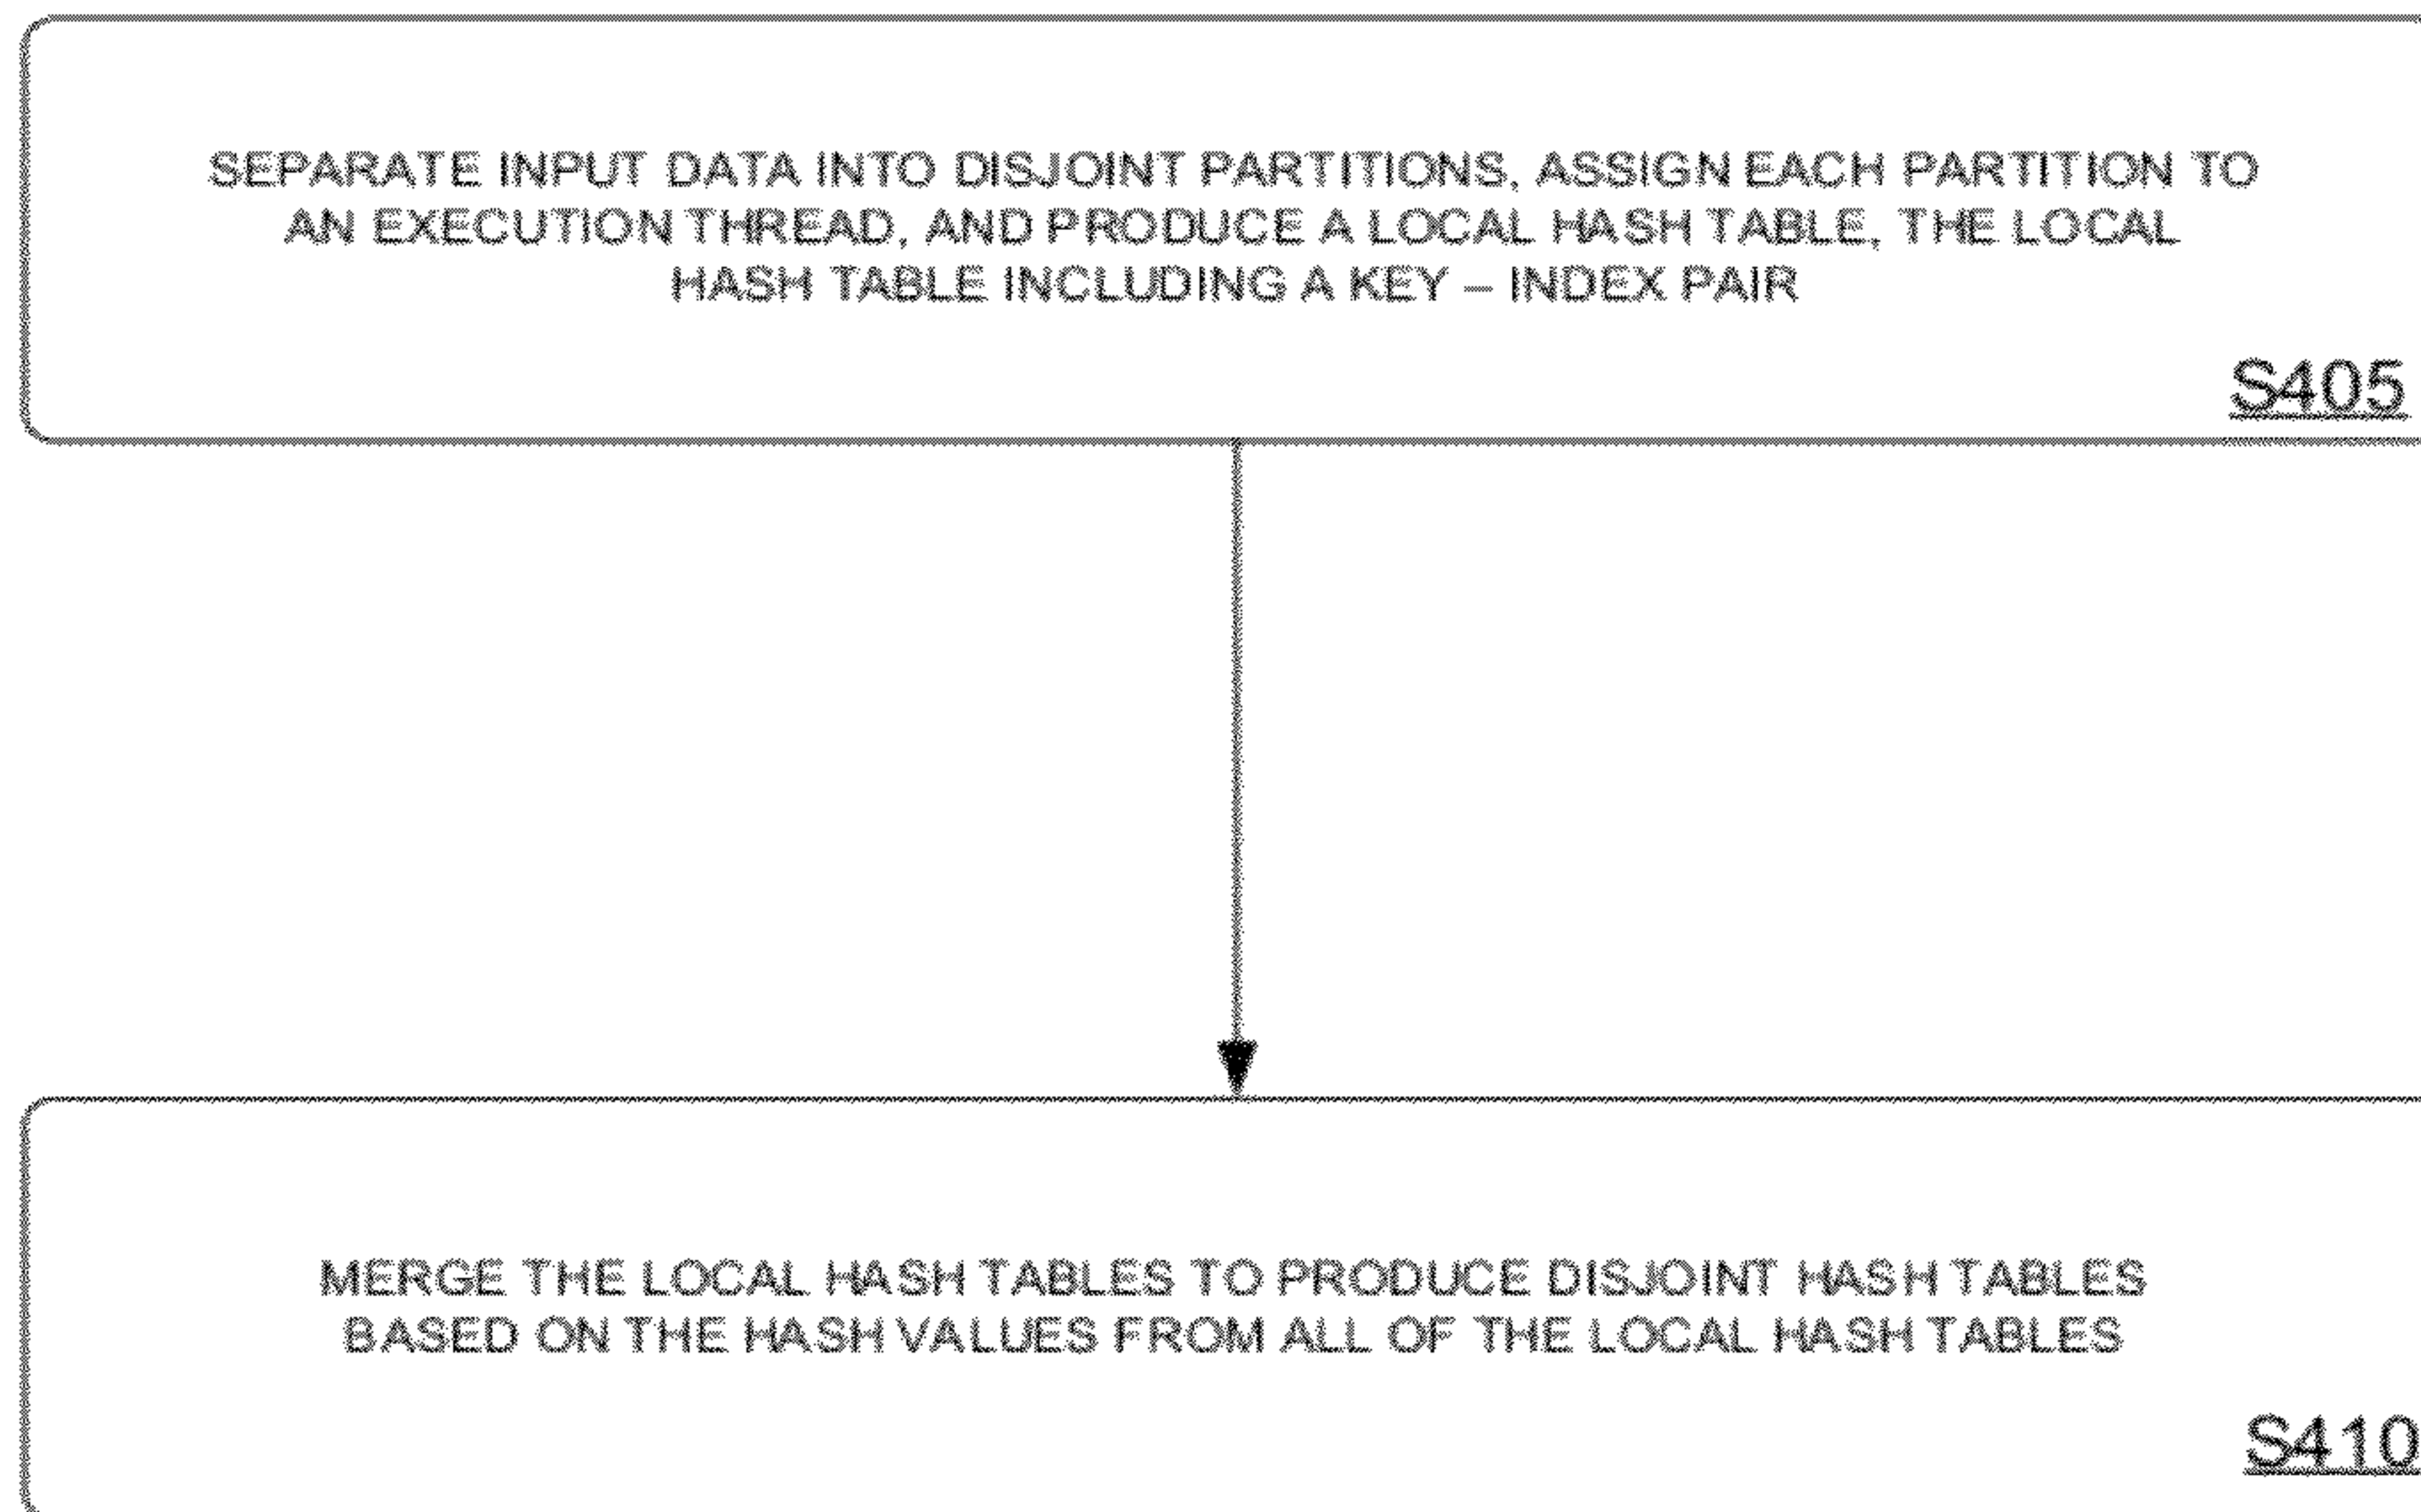 SEPARATE INPUT DATA INTO DISJOINT PARTITIONS, ASSIGN EACH PARTITION TO
AN EXECUTION THREAD, AND PRODUCE A LOCAL HASH TABLE, THE LOCAL
HASH TABLE INCLUDING A KEY – INDEX PAIR
S405
MERGE THE LOCAL HASH TABLES TO PRODUCE DISJOINT HASH TABLES
BASED ON THE HASH VALUES FROM ALL OF THE LOCAL HASH TABLES
S410